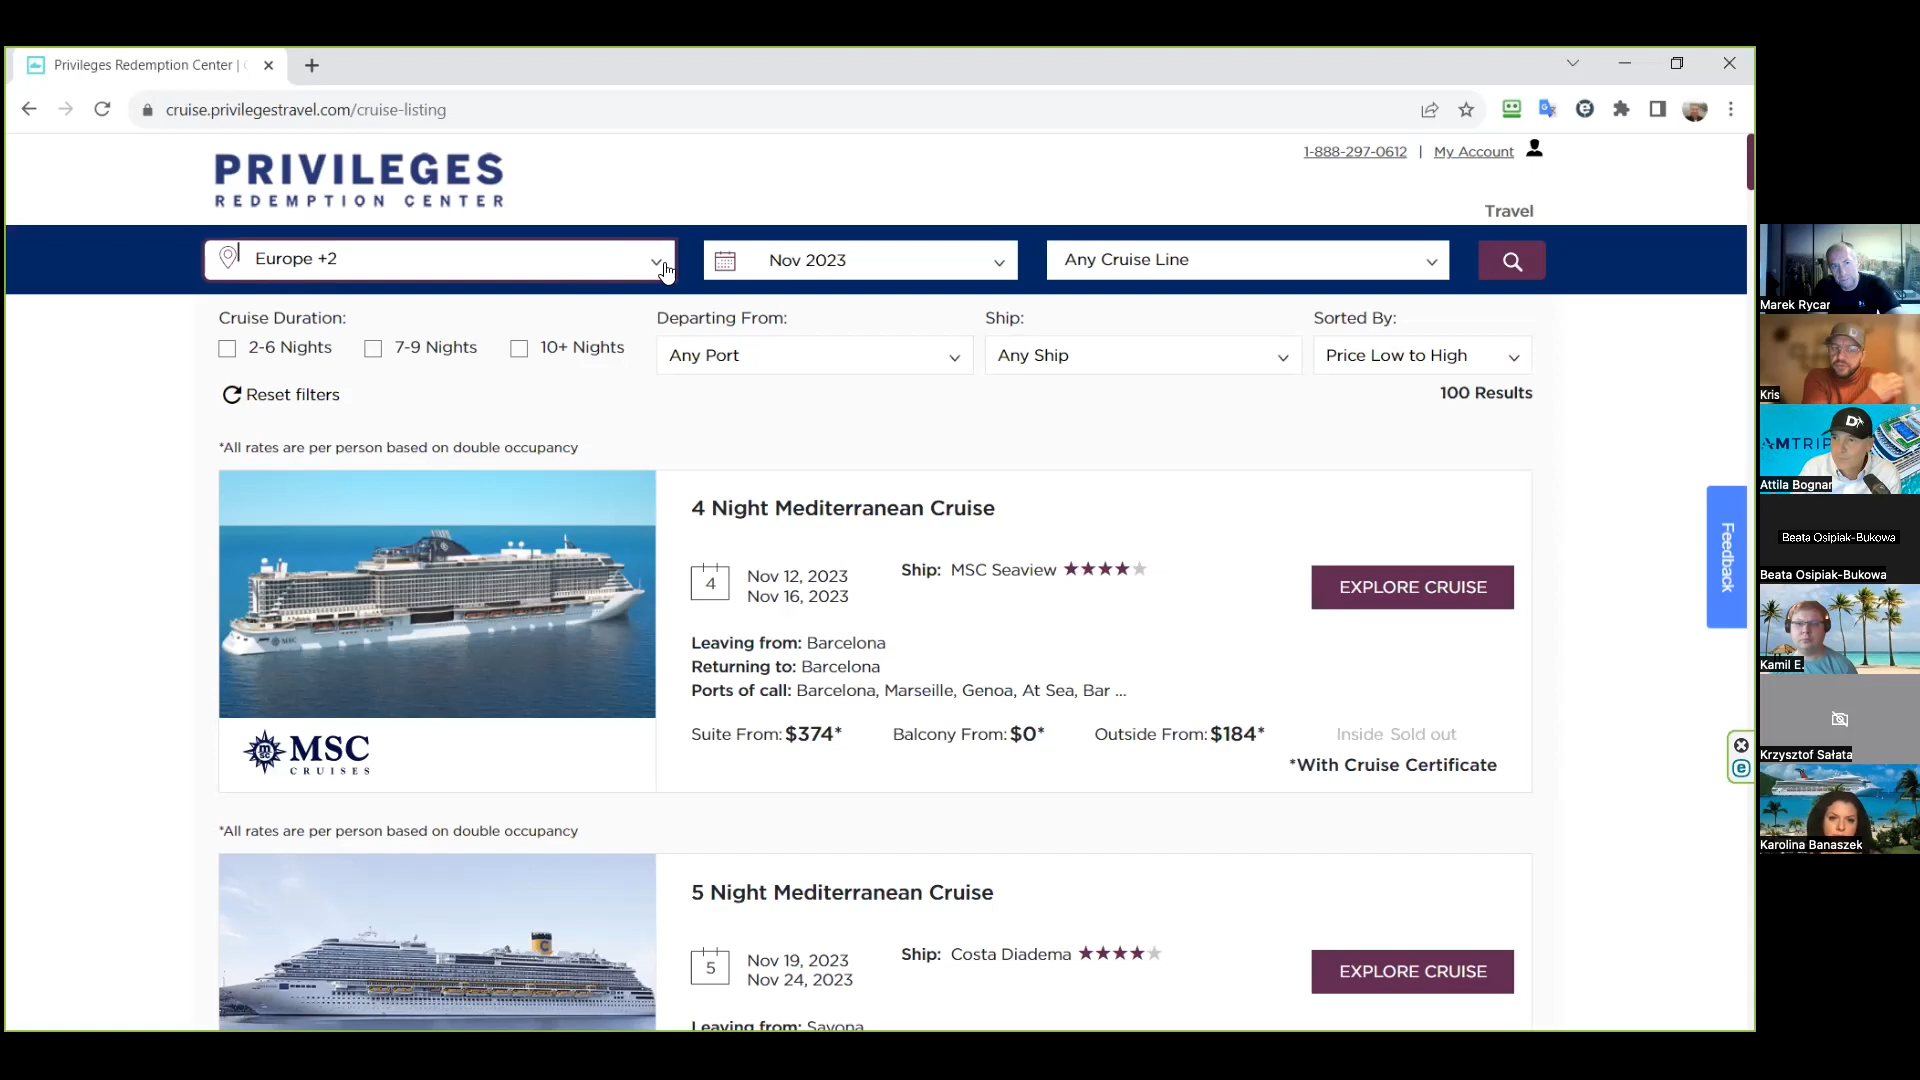 Privileges Redemption Center |
cruise.privilegestravel.com/cruise-listing
PRIVILEGES
REDEMPTION CENTER
1-888-297-0612 | My Account
Travel
Europe +2
Nov 2023
Any Cruise Line
Cruise Duration:
2-6 Nights
7-9 Nights
10+ Nights
Departing From:
Any Port
Ship:
Any Ship
Sorted By:
Price Low to High
Reset filters
100 Results
*All rates are per person based on double occupancy
4 Night Mediterranean Cruise
4
Nov 12, 2023
Nov 16, 2023
Ship: MSC Seaview
EXPLORE CRUISE
Leaving from: Barcelona
Returning to: Barcelona
Ports of call: Barcelona, Marseille, Genoa, At Sea, Bar ...
Suite From: $374*
Balcony From: $0*
Outside From: $184*
Inside Sold out
*With Cruise Certificate
MSC
MSC
CRUISES
*All rates are per person based on double occupancy
5 Night Mediterranean Cruise
5
Nov 19, 2023
Nov 24, 2023
Ship: Costa Diadema
EXPLORE CRUISE
Leaving from: Savona
C
Feedback
e
Marek Rycar
Kris
AMTRIP
D
Attila Bognar
Beata Osipiak-Bukowa
Beata Osipiak-Bukowa
Kamil E.
Krzysztof Sałata
Karolina Banaszek